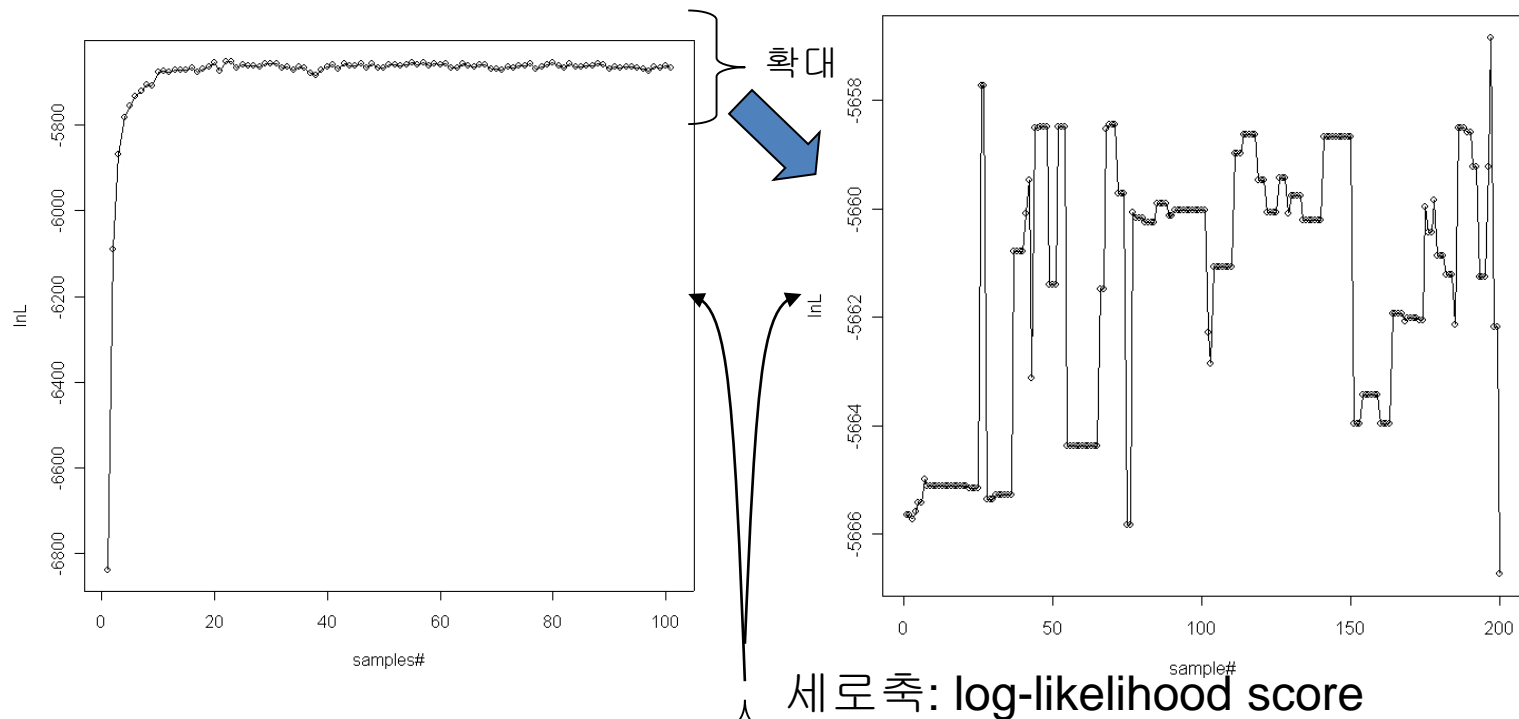 확대
-5800
-6000
-6200
-6400
-6600
-6800
lnL
0 20 40 60 80 100
samples#
-5658
-5660
-5662
-5664
-5666
lnL
0 50 100 150 200
sample#
세로축: log-likelihood score